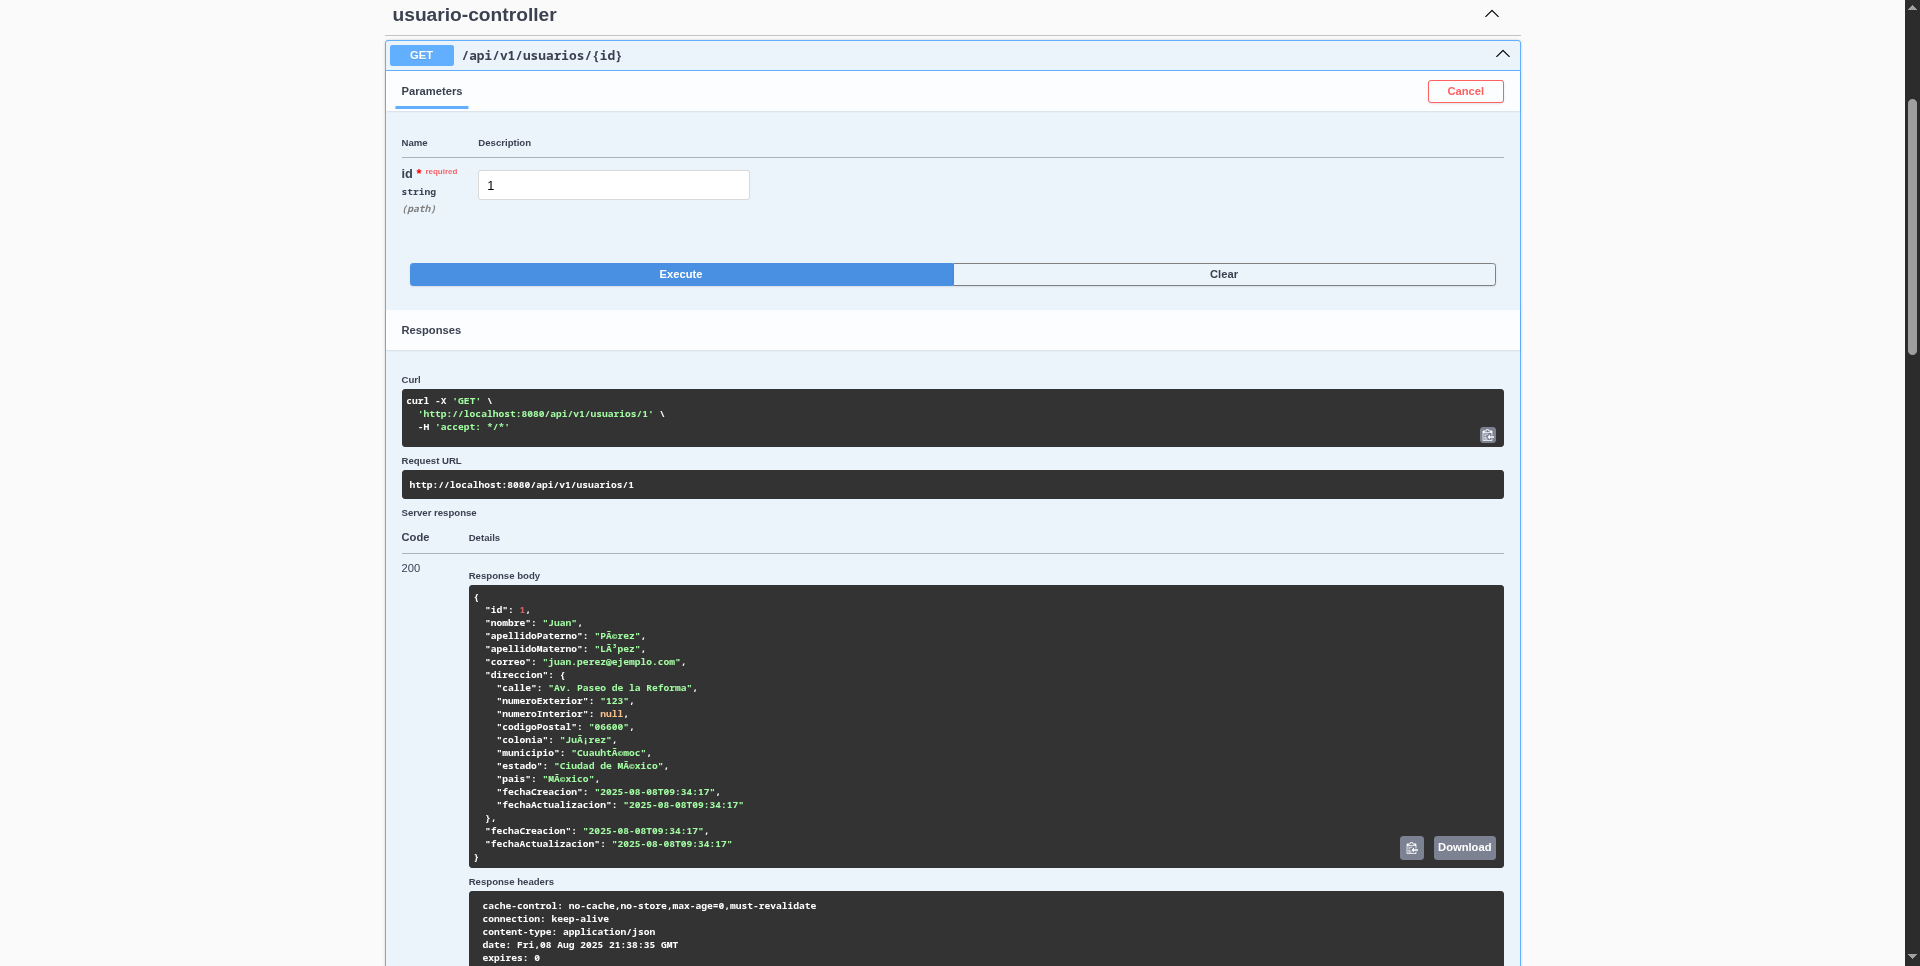 usuario-controller
GET /api/v1/usuarios/{id}
Parameters Cancel
Name Description
id * required
string
(path)
1
Execute Clear
Responses
Curl
curl -X 'GET' \
  'http://localhost:8080/api/v1/usuarios/1' \
  -H 'accept: */*'
Request URL
http://localhost:8080/api/v1/usuarios/1
Server response
Code Details
200
Response body
{
  "id": 1,
  "nombre": "Juan",
  "apellidoPaterno": "PÃ©rez",
  "apellidoMaterno": "LÃ³pez",
  "correo": "juan.perez@ejemplo.com",
  "direccion": {
    "calle": "Av. Paseo de la Reforma",
    "numeroExterior": "123",
    "numeroInterior": null,
    "codigoPostal": "06600",
    "colonia": "JuÃ¡rez",
    "municipio": "CuauhtÃ©moc",
    "estado": "Ciudad de MÃ©xico",
    "pais": "MÃ©xico",
    "fechaCreacion": "2025-08-08T09:34:17",
    "fechaActualizacion": "2025-08-08T09:34:17"
  },
  "fechaCreacion": "2025-08-08T09:34:17",
  "fechaActualizacion": "2025-08-08T09:34:17"
}
Download
Response headers
cache-control: no-cache,no-store,max-age=0,must-revalidate
connection: keep-alive
content-type: application/json
date: Fri,08 Aug 2025 21:38:35 GMT
expires: 0